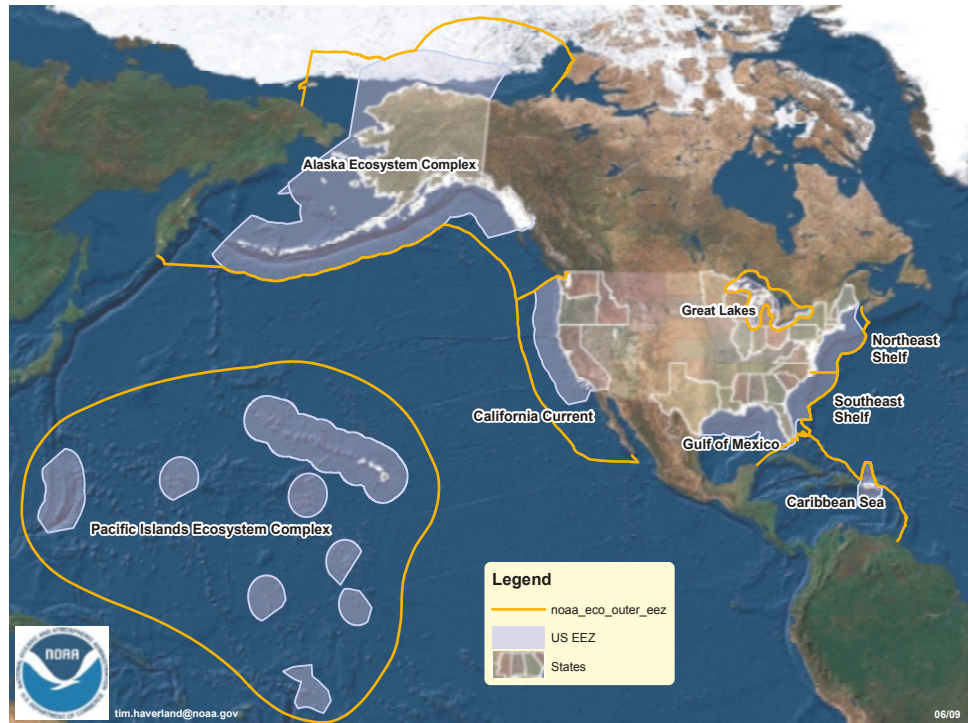 Alaska Ecosystem Complex
Great Lakes
Northeast
Shelf
Southeast
Shelf
California Current
Gulf of Mexico
Caribbean Sea
Pacific Islands Ecosystem Complex
Legend
noaa_eco_outer_eez
US EEZ
States
NOAA
tim.haverland@noaa.gov
06/09